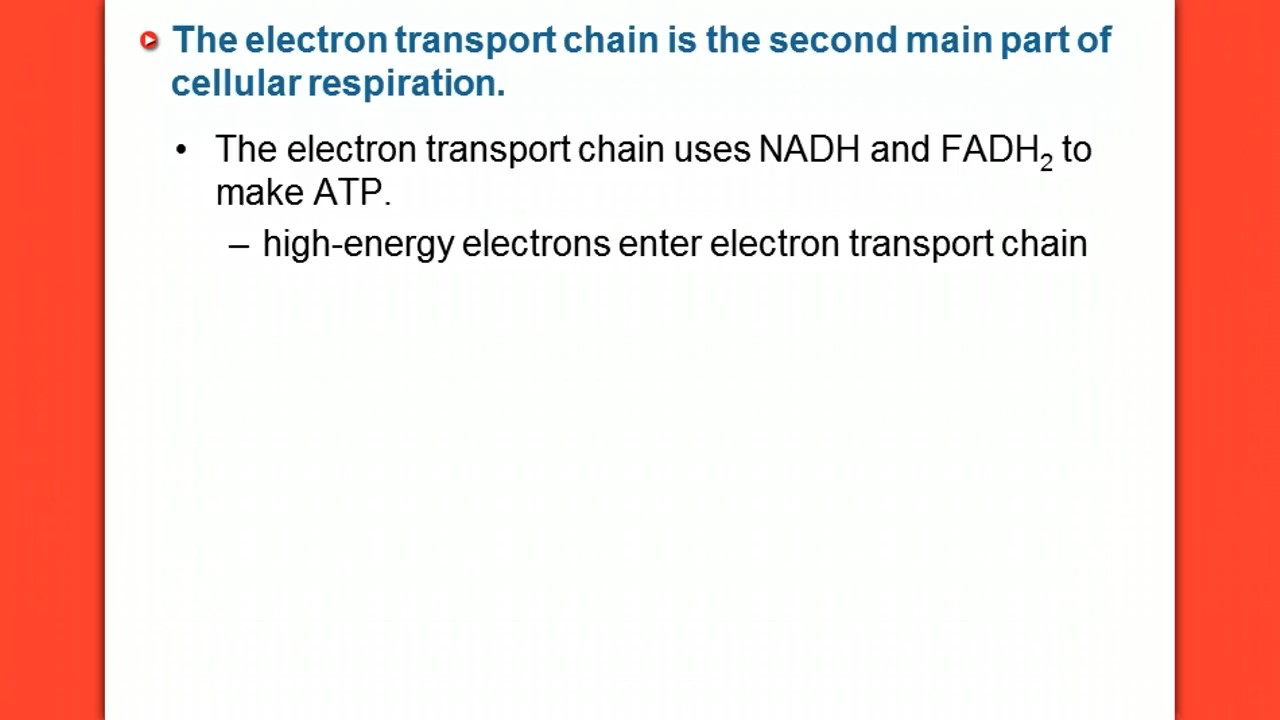 The electron transport chain is the second main part of
cellular respiration.
• The electron transport chain uses NADH and FADH₂ to
make ATP.
– high-energy electrons enter electron transport chain